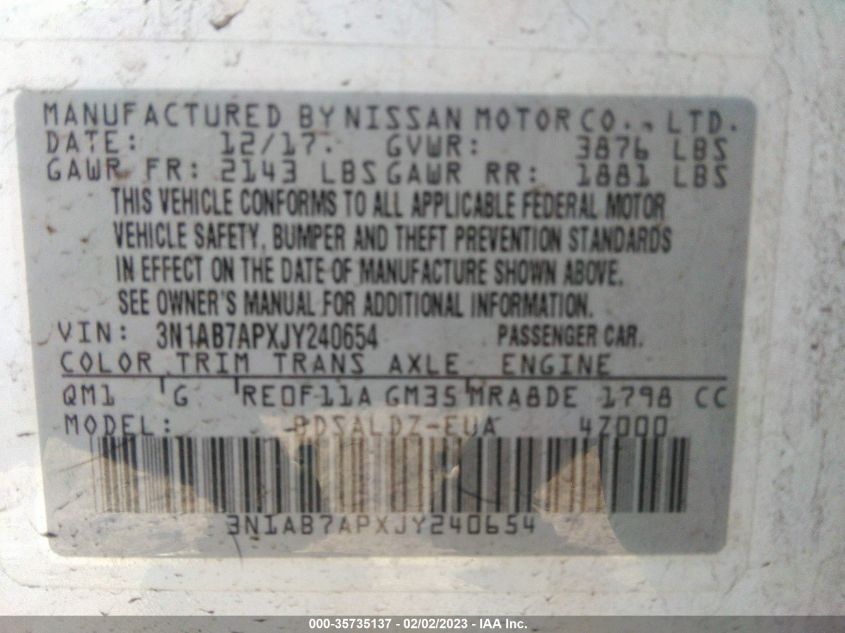 MANUFACTURED BY NISSAN MOTOR CO., LTD.
DATE: 12/17. GVWR: 3876 LBS
GAWR FR: 2143 LBS GAWR RR: 1881 LBS
THIS VEHICLE CONFORMS TO ALL APPLICABLE FEDERAL MOTOR
VEHICLE SAFETY, BUMPER AND THEFT PREVENTION STANDARDS
IN EFFECT ON THE DATE OF MANUFACTURE SHOWN ABOVE.
SEE OWNER'S MANUAL FOR ADDITIONAL INFORMATION.
VIN: 3N1AB7APXJY240654 PASSENGER CAR.
COLOR TRIM TRANS AXLE ENGINE
QM1 G RE0F11A GM35 MRA8DE 1798 CC
MODEL: BDSALDZ-EUA 4Z000
3N1AB7APXJY240654
000-35735137 - 02/02/2023 - IAA Inc.